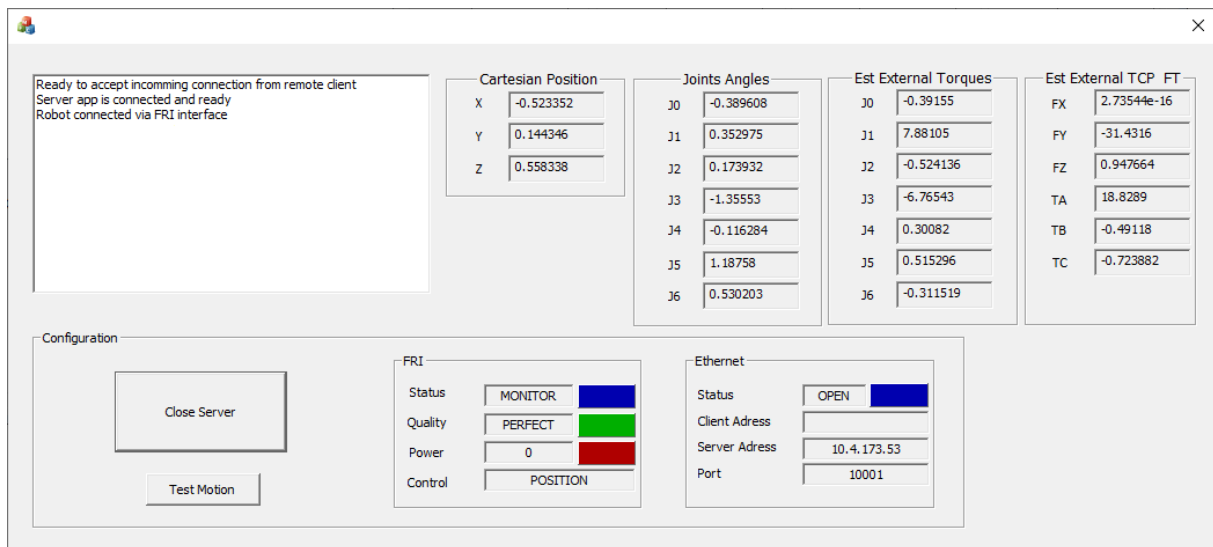 Ready to accept incomming connection from remote client
Server app is connected and ready
Robot connected via FRI interface
Cartesian Position
X -0.523352
Y 0.144346
Z 0.558338
Joints Angles
J0 -0.389608
J1 0.352975
J2 0.173932
J3 -1.35553
J4 -0.116284
J5 1.18758
J6 0.530203
Est External Torques
J0 -0.39155
J1 7.88105
J2 -0.524136
J3 -6.76543
J4 0.30082
J5 0.515296
J6 -0.311519
Est External TCP FT
FX 2.73544e-16
FY -31.4316
FZ 0.947664
TA 18.8289
TB -0.49118
TC -0.723882
Configuration
Close Server
Test Motion
FRI
Status MONITOR
Quality PERFECT
Power 0
Control POSITION
Ethernet
Status OPEN
Client Adress
Server Adress 10.4.173.53
Port 10001